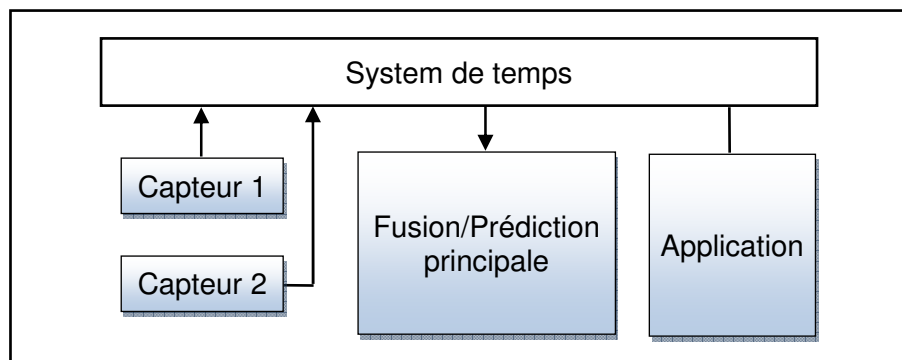 System de temps
Capteur 1
Capteur 2
Fusion/Prédiction
principale
Application